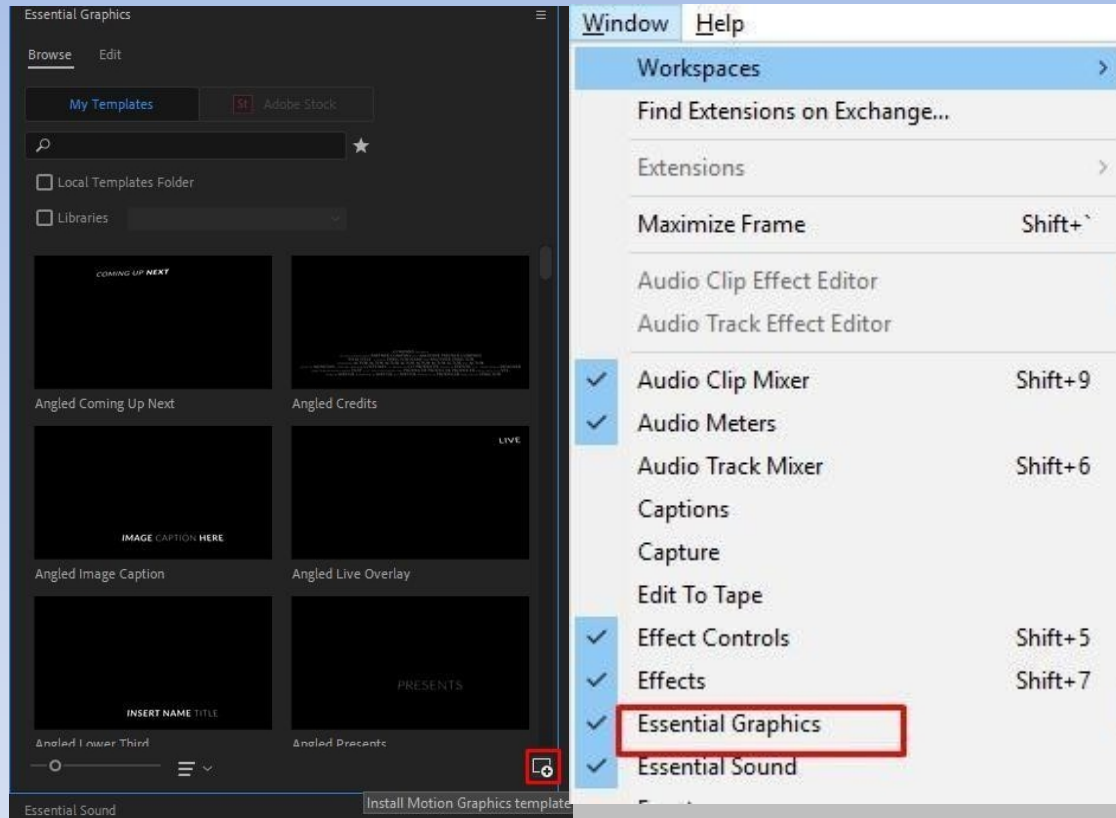 Essential Graphics
Browse Edit
My Templates St Adobe Stock
Local Templates Folder
Libraries
COMING UP NEXT
Angled Coming Up Next
Angled Credits
IMAGE CAPTION HERE
Angled Image Caption
LIVE
Angled Live Overlay
INSERT NAME TITLE
Angled Lower Third
PRESENTS
Angled Presents
Install Motion Graphics template
Essential Sound
Window Help
Workspaces
Find Extensions on Exchange...
Extensions
Maximize Frame Shift+`
Audio Clip Effect Editor
Audio Track Effect Editor
Audio Clip Mixer Shift+9
Audio Meters
Audio Track Mixer Shift+6
Captions
Capture
Edit To Tape
Effect Controls Shift+5
Effects Shift+7
Essential Graphics
Essential Sound